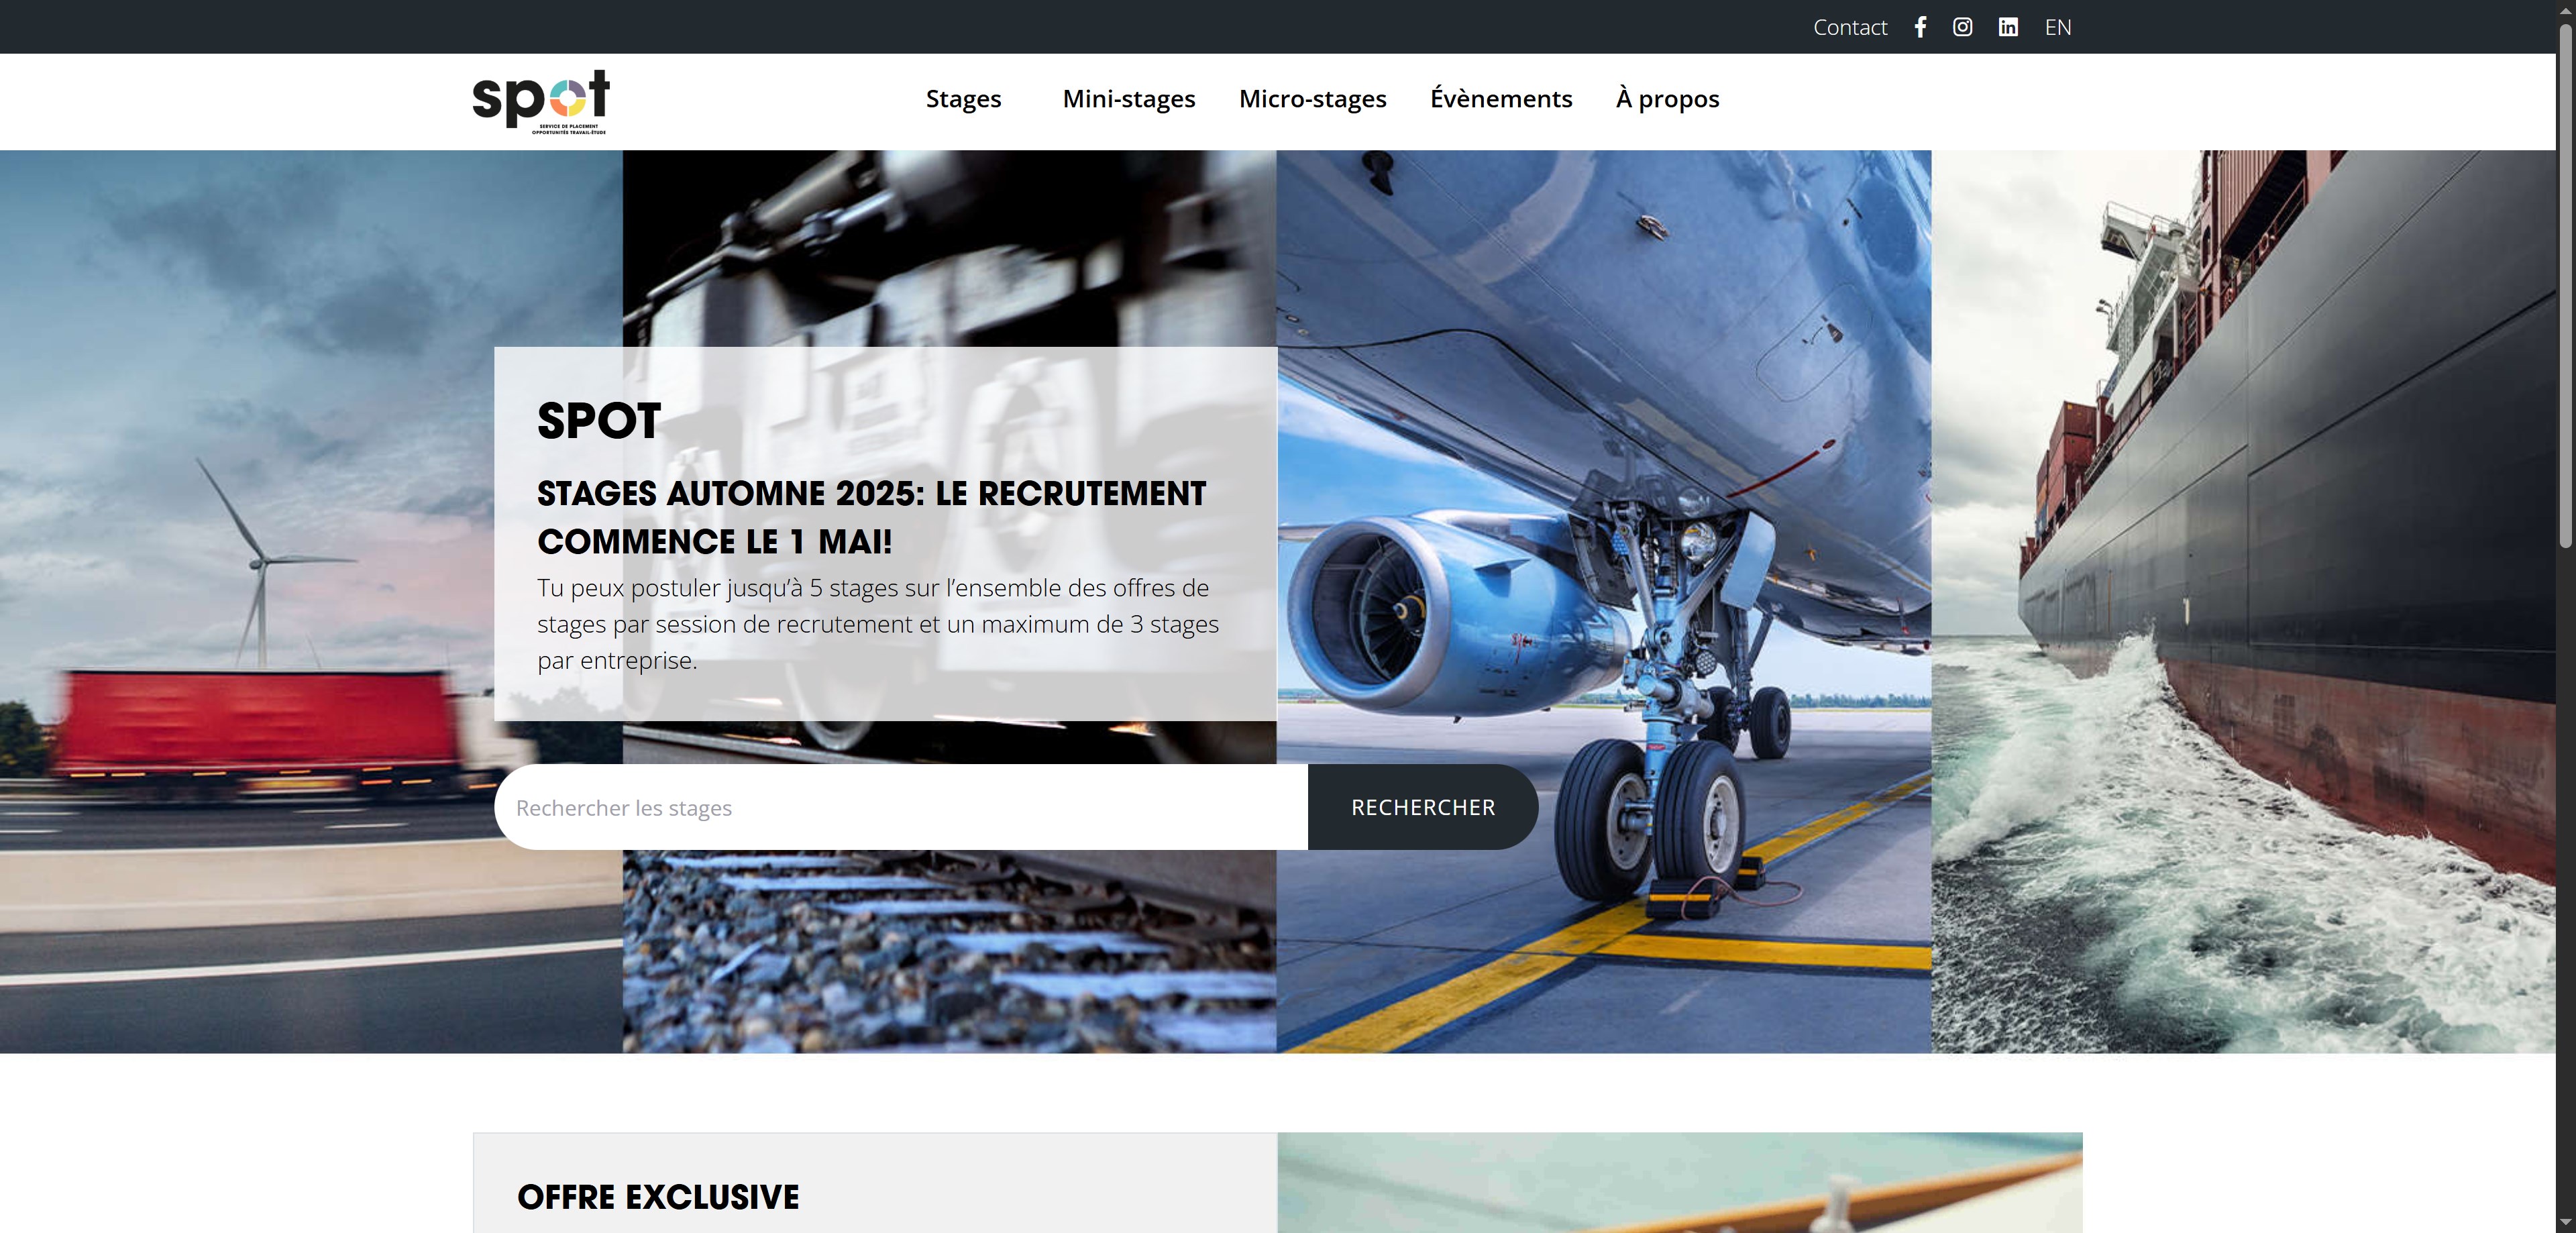 Contact EN
spot
SERVICE DE PLACEMENT
OPPORTUNITÉS TRAVAIL-ÉTUDE
Stages Mini-stages Micro-stages Évènements À propos
SPOT
STAGES AUTOMNE 2025: LE RECRUTEMENT
COMMENCE LE 1 MAI!
Tu peux postuler jusqu’à 5 stages sur l’ensemble des offres de
stages par session de recrutement et un maximum de 3 stages
par entreprise.
Rechercher les stages RECHERCHER
OFFRE EXCLUSIVE